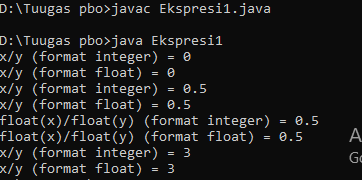 D:\Tuugas pbo>javac Ekspresi1.java
D:\Tuugas pbo>java Ekspresi1
x/y (format integer) = 0
x/y (format float) = 0
x/y (format integer) = 0.5
x/y (format float) = 0.5
float(x)/float(y) (format integer) = 0.5
float(x)/float(y) (format float) = 0.5
x/y (format integer) = 3
x/y (format float) = 3